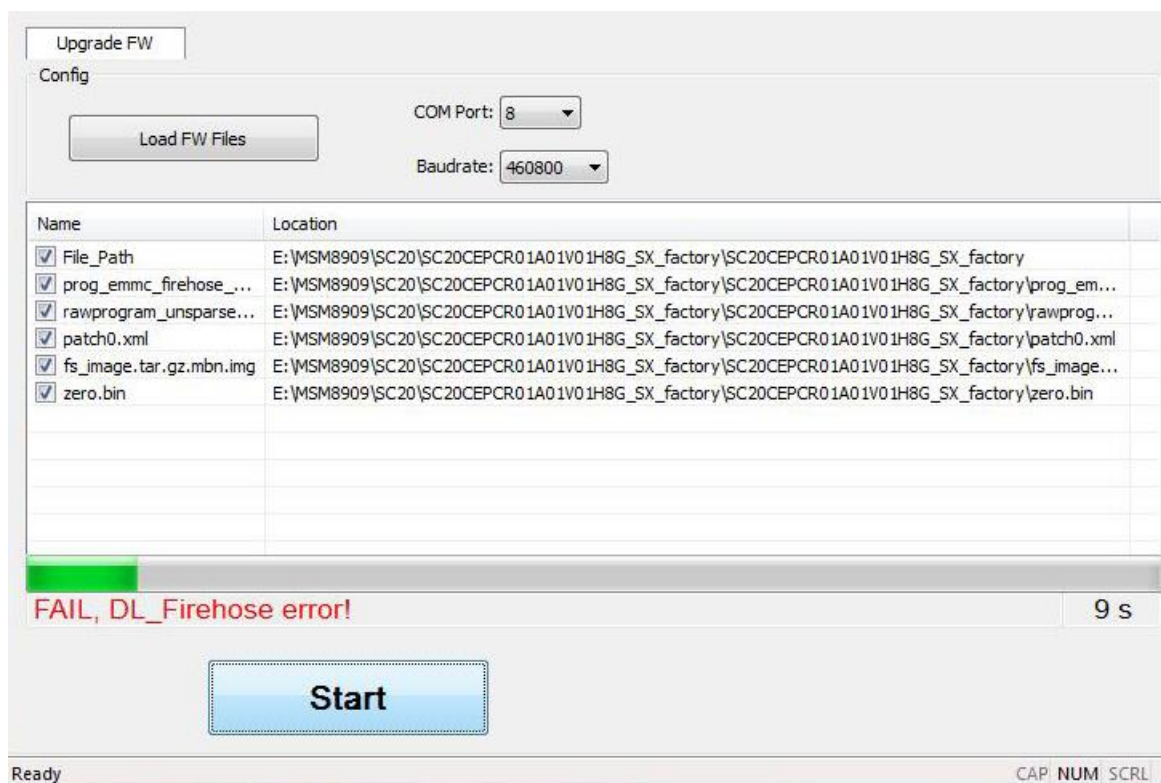 Upgrade FW
Config
Load FW Files
COM Port: 8
Baudrate: 460800
Name Location
File_Path E:\MSM8909\SC20\SC20CEPCR01A01V01H8G_SX_factory\SC20CEPCR01A01V01H8G_SX_factory
prog_emmc_firehose_... E:\MSM8909\SC20\SC20CEPCR01A01V01H8G_SX_factory\SC20CEPCR01A01V01H8G_SX_factory\prog_em...
rawprogram_unsparse... E:\MSM8909\SC20\SC20CEPCR01A01V01H8G_SX_factory\SC20CEPCR01A01V01H8G_SX_factory\rawprog...
patch0.xml E:\MSM8909\SC20\SC20CEPCR01A01V01H8G_SX_factory\SC20CEPCR01A01V01H8G_SX_factory\patch0.xml
fs_image.tar.gz.mbn.img E:\MSM8909\SC20\SC20CEPCR01A01V01H8G_SX_factory\SC20CEPCR01A01V01H8G_SX_factory\fs_image...
zero.bin E:\MSM8909\SC20\SC20CEPCR01A01V01H8G_SX_factory\SC20CEPCR01A01V01H8G_SX_factory\zero.bin
FAIL, DL_Firehose error! 9 s
Start
Ready CAP NUM SCRL